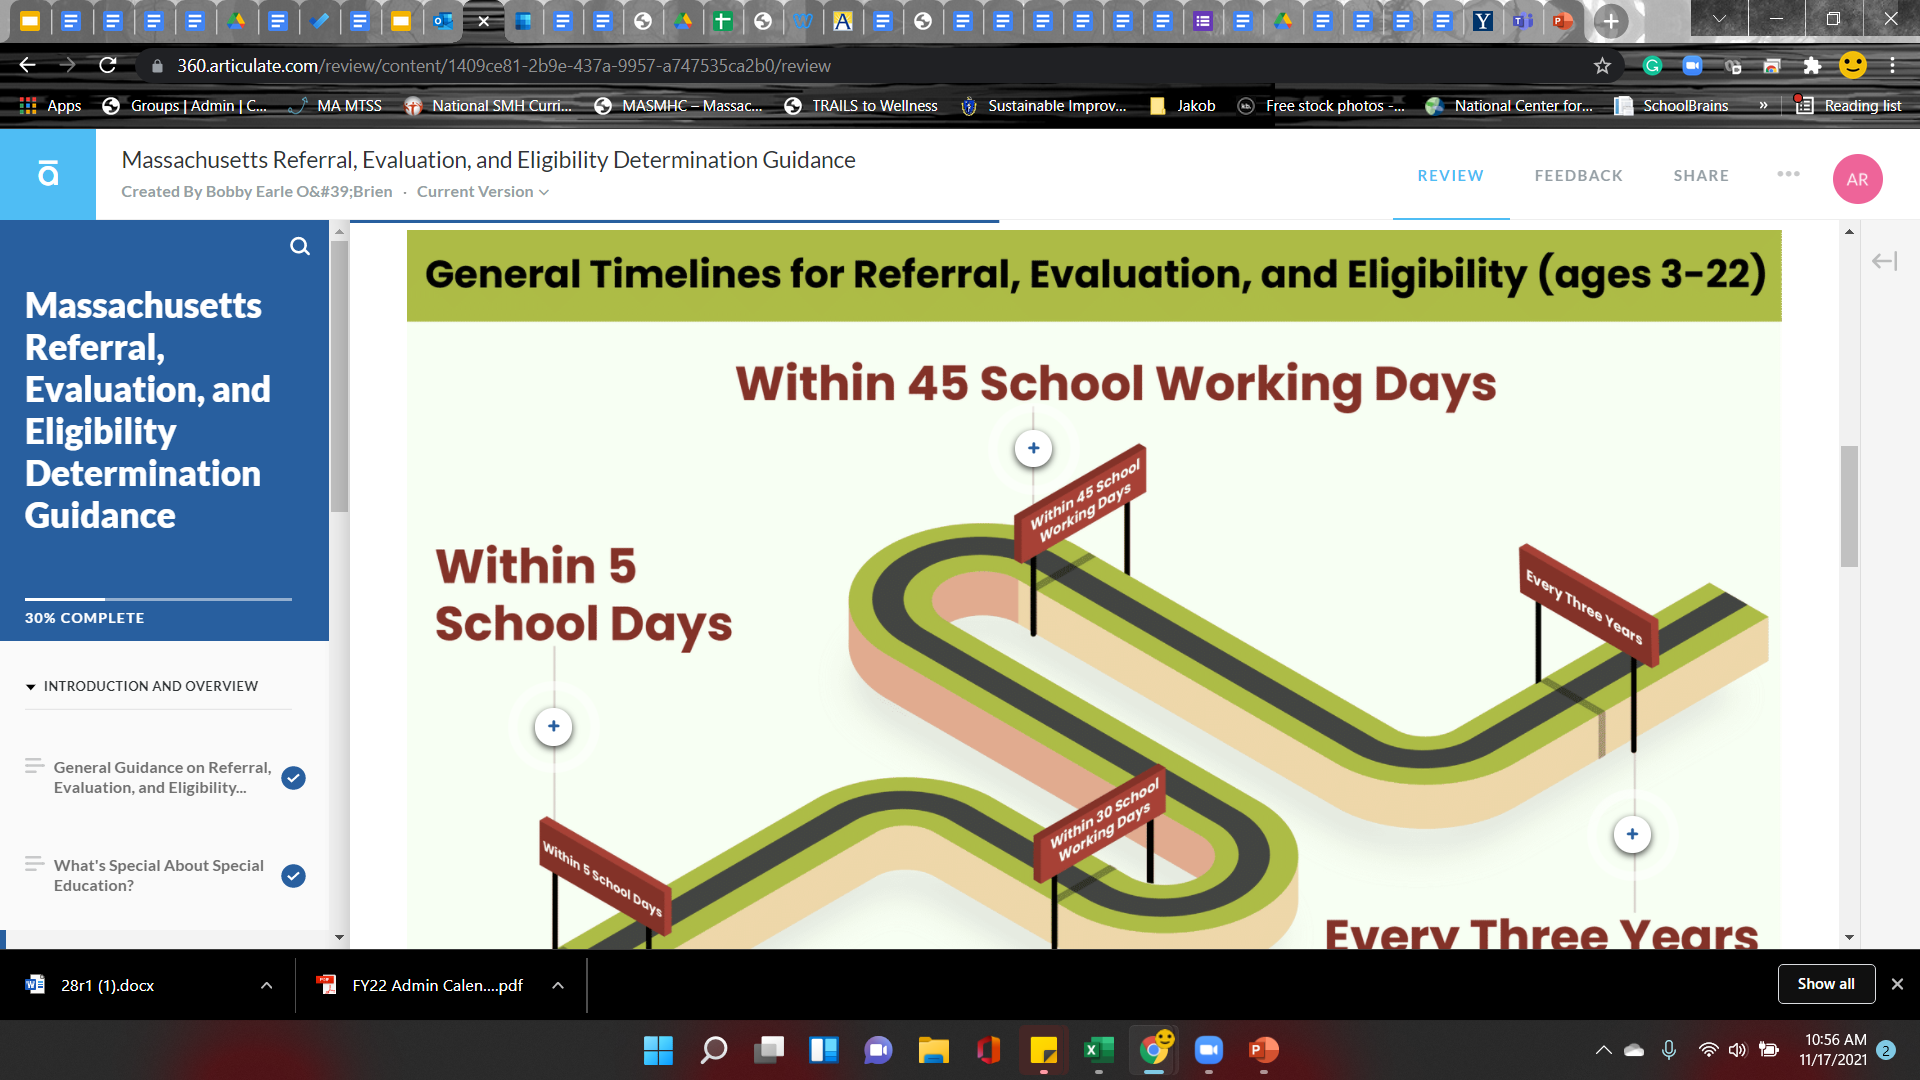 360.articulate.com/review/content/1409ce81-2b9e-437a-9957-a747535ca2b0/review
Apps
Groups | Admin | C...
MA MTSS
National SMH Curri...
MASMHC – Massac...
TRAILS to Wellness
Sustainable Improv...
Jakob
Free stock photos -...
National Center for...
SchoolBrains
»
Reading list
Massachusetts Referral, Evaluation, and Eligibility Determination Guidance
Created By Bobby Earle O&#39;Brien · Current Version
REVIEW
FEEDBACK
SHARE
AR
Massachusetts
Referral,
Evaluation, and
Eligibility
Determination
Guidance
30% COMPLETE
INTRODUCTION AND OVERVIEW
General Guidance on Referral,
Evaluation, and Eligibility...
What's Special About Special
Education?
General Timelines for Referral, Evaluation, and Eligibility (ages 3-22)
Within 45 School Working Days
Within 45 School
Working Days
Within 5
School Days
Every Three Years
Within 30 School
Working Days
Within 5 School Days
Every Three Years
28r1 (1).docx
FY22 Admin Calen....pdf
Show all
10:56 AM
11/17/2021
2